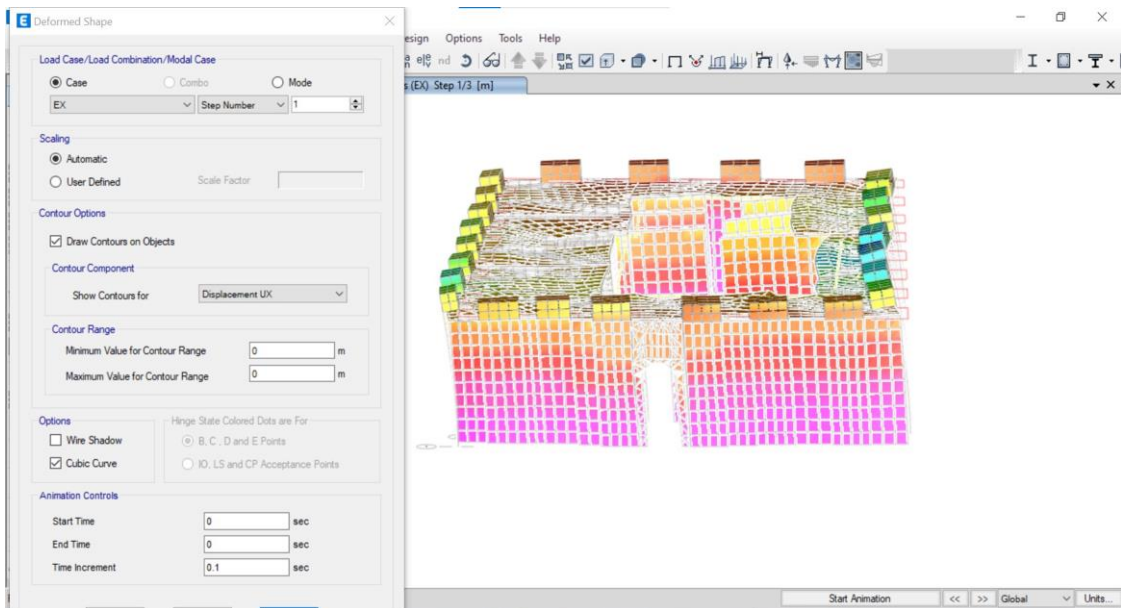 E Deformed Shape
Load Case/Load Combination/Modal Case
Case Combo Mode
EX Step Number 1
Scaling
Automatic
User Defined Scale Factor
Contour Options
Draw Contours on Objects
Contour Component
Show Contours for Displacement UX
Contour Range
Minimum Value for Contour Range 0 m
Maximum Value for Contour Range 0 m
Options Hinge State Colored Dots are For
Wire Shadow B, C, D and E Points
Cubic Curve IO, LS and CP Acceptance Points
Animation Controls
Start Time 0 sec
End Time 0 sec
Time Increment 0.1 sec
esign Options Tools Help
nd
s (EX) Step 1/3 [m]
Start Animation << >> Global Units...